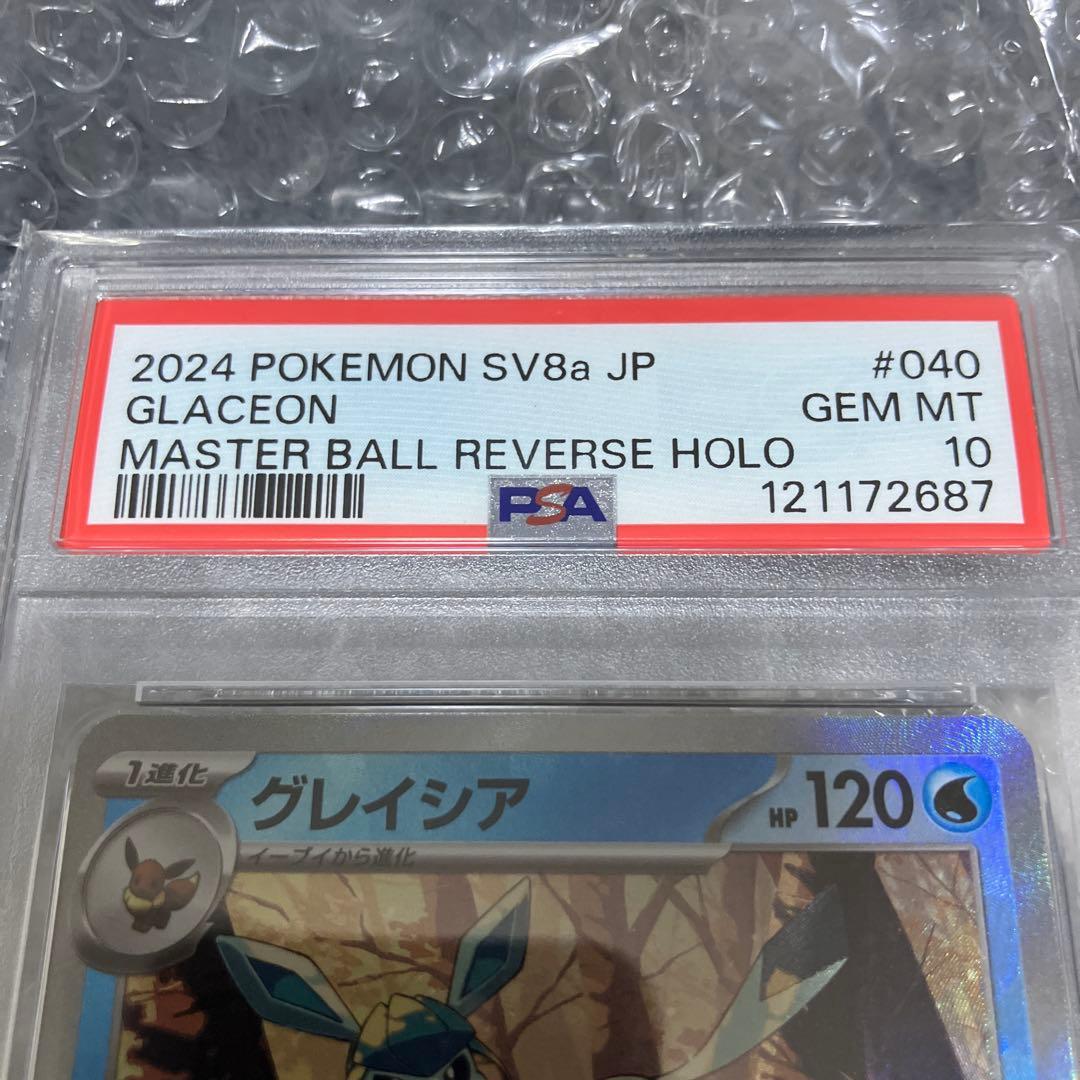 2024 POKEMON SV8a JP #040
GLACEON GEM MT
MASTER BALL REVERSE HOLO 10
PSA 121172687
1進化 グレイシア HP 120
イーブイから進化